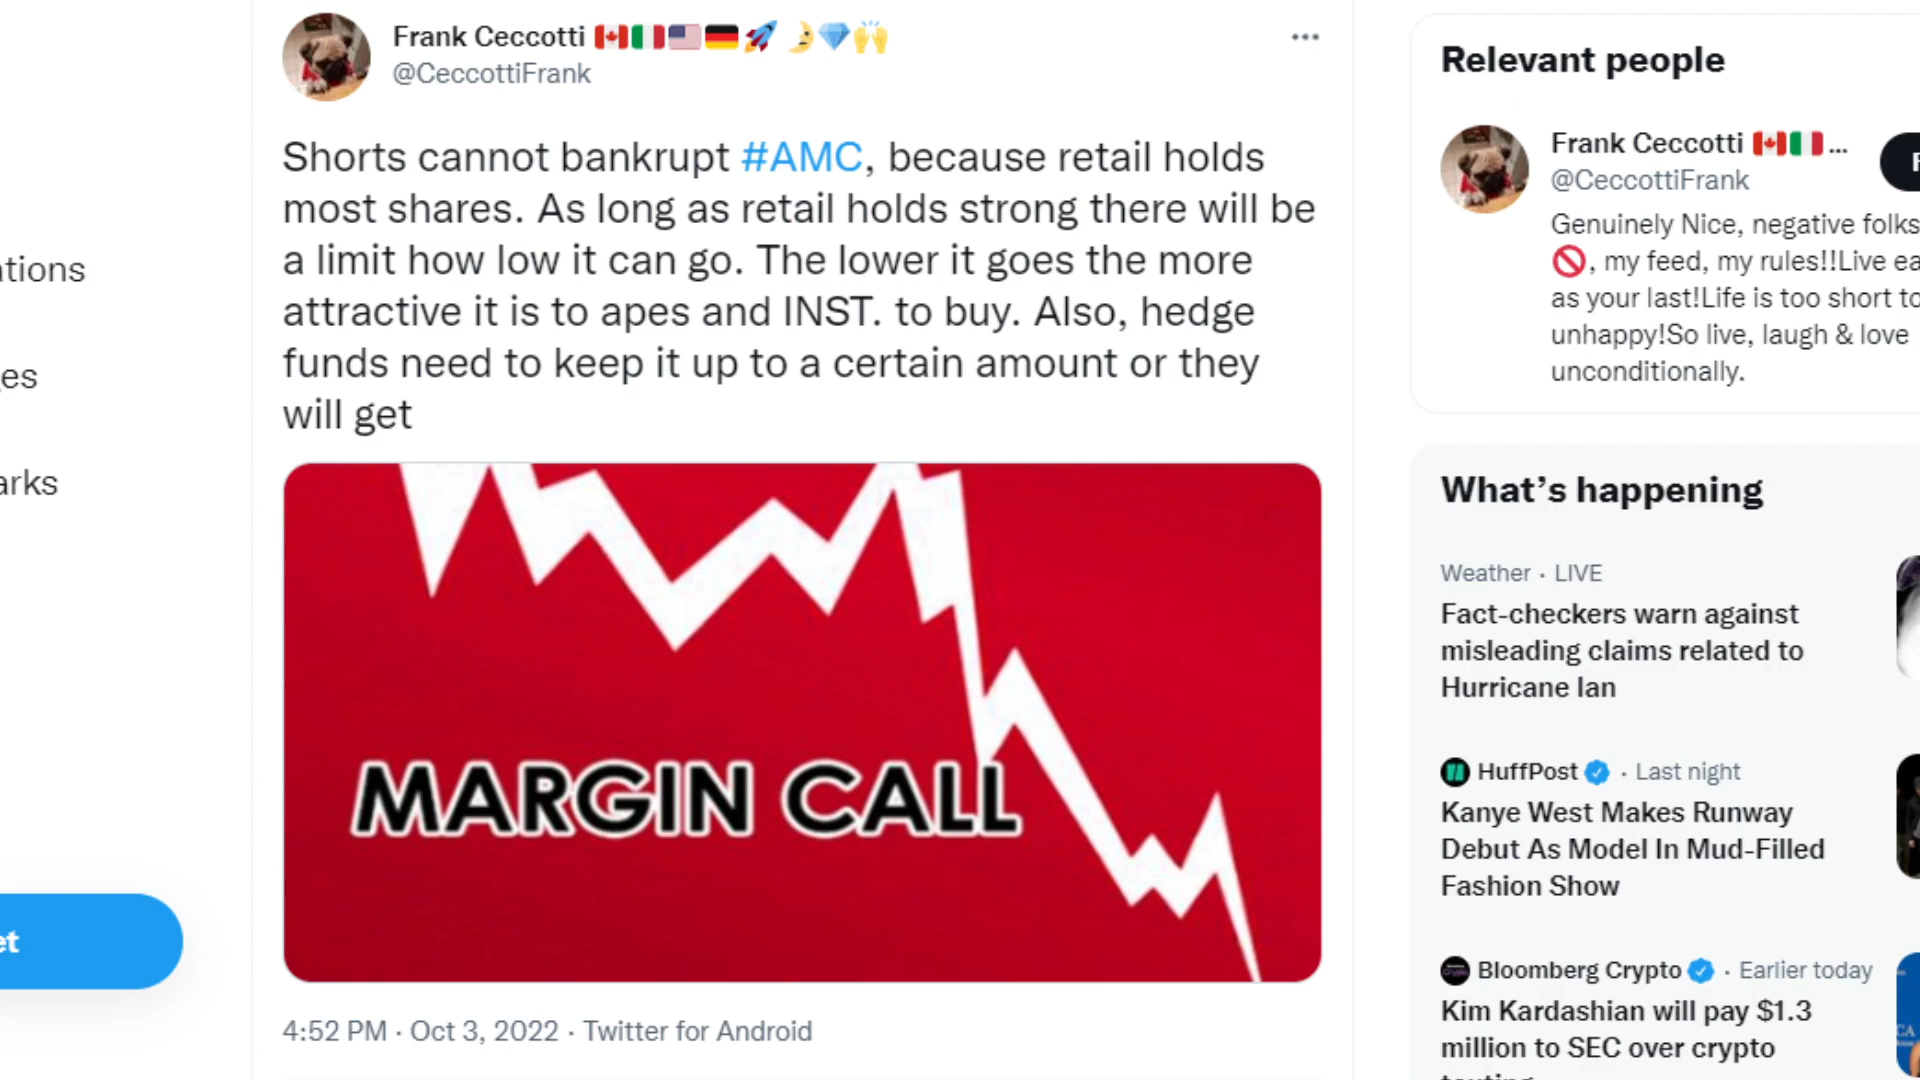 Frank Ceccotti 🇨🇦🇮🇹🇺🇸🇩🇪🚀🌛💎🙌
@CeccottiFrank
Shorts cannot bankrupt #AMC, because retail holds
most shares. As long as retail holds strong there will be
a limit how low it can go. The lower it goes the more
attractive it is to apes and INST. to buy. Also, hedge
funds need to keep it up to a certain amount or they
will get
MARGIN CALL
4:52 PM · Oct 3, 2022 · Twitter for Android
ations
es
arks
et
Relevant people
Frank Ceccotti 🇨🇦🇮🇹...
@CeccottiFrank
F
Genuinely Nice, negative folks
🚫, my feed, my rules!!Live ea
as your last!Life is too short to
unhappy!So live, laugh & love
unconditionally.
What's happening
Weather · LIVE
Fact-checkers warn against
misleading claims related to
Hurricane Ian
HuffPost · Last night
Kanye West Makes Runway
Debut As Model In Mud-Filled
Fashion Show
Bloomberg Crypto · Earlier today
Kim Kardashian will pay $1.3
million to SEC over crypto